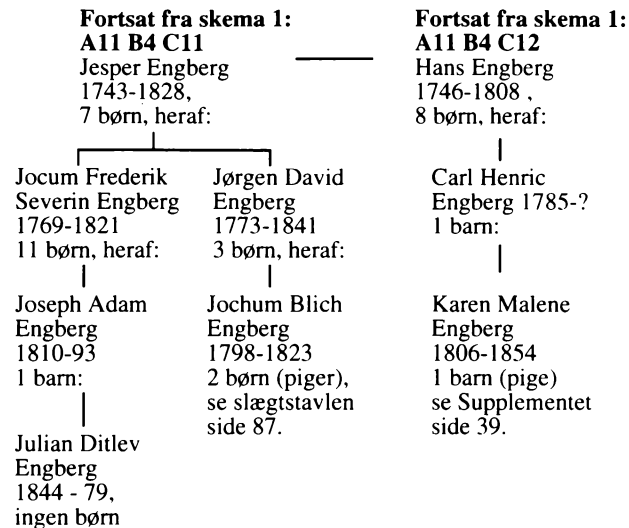 Fortsat fra skema 1:
A11 B4 C11
Jesper Engberg
1743-1828,
7 børn, heraf:
Fortsat fra skema 1:
A11 B4 C12
Hans Engberg
1746-1808 ,
8 børn, heraf:
Jocum Frederik
Severin Engberg
1769-1821
11 børn, heraf:
Jørgen David
Engberg
1773-1841
3 børn, heraf:
Carl Henric
Engberg 1785-?
1 barn:
Joseph Adam
Engberg
1810-93
1 barn:
Jochum Blich
Engberg
1798-1823
2 børn (piger),
se slægtstavlen
side 87.
Karen Malene
Engberg
1806-1854
1 barn (pige)
se Supplementet
side 39.
Julian Ditlev
Engberg
1844 - 79,
ingen børn